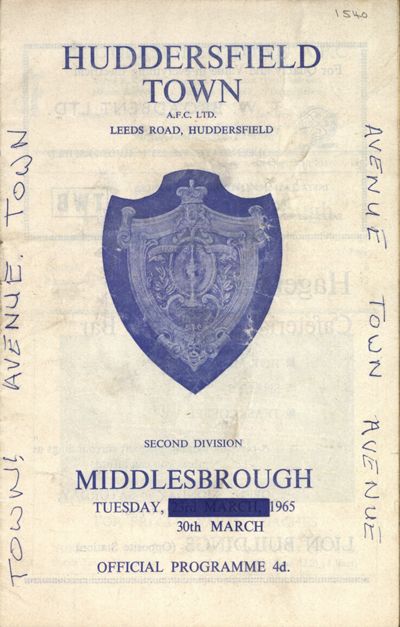 1540
HUDDERSFIELD
TOWN
A.F.C. LTD.
LEEDS ROAD, HUDDERSFIELD
TOWN! AVENUE. TOWN
AVENUE TOWN AVENUE
SECOND DIVISION
MIDDLESBROUGH
TUESDAY, 23rd MARCH, 1965
30th MARCH
OFFICIAL PROGRAMME 4d.